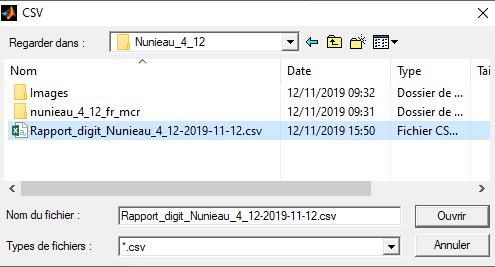 CSV
Regarder dans : Nunieau_4_12
Nom Date Type Tai
Images 12/11/2019 09:32 Dossier de ...
nunieau_4_12_fr_mcr 12/11/2019 09:31 Dossier de ...
Rapport_digit_Nunieau_4_12-2019-11-12.csv 12/11/2019 15:50 Fichier CS...
Nom du fichier : Rapport_digit_Nunieau_4_12-2019-11-12.csv Ouvrir
Types de fichiers : *.csv Annuler